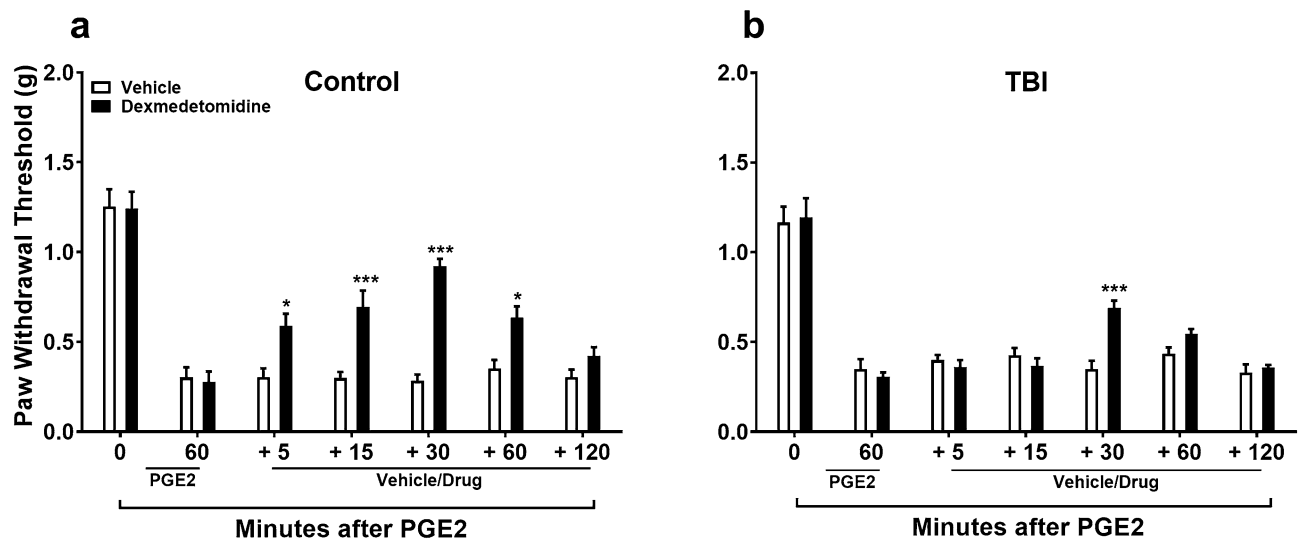 a
Control
Vehicle
Dexmedetomidine
Paw Withdrawal Threshold (g)
2.0
1.5
1.0
0.5
0.0
*
***
***
*
0 60 + 5 + 15 + 30 + 60 + 120
PGE2 Vehicle/Drug
Minutes after PGE2
b
TBI
2.0
1.5
1.0
0.5
0.0
***
0 60 + 5 + 15 + 30 + 60 + 120
PGE2 Vehicle/Drug
Minutes after PGE2